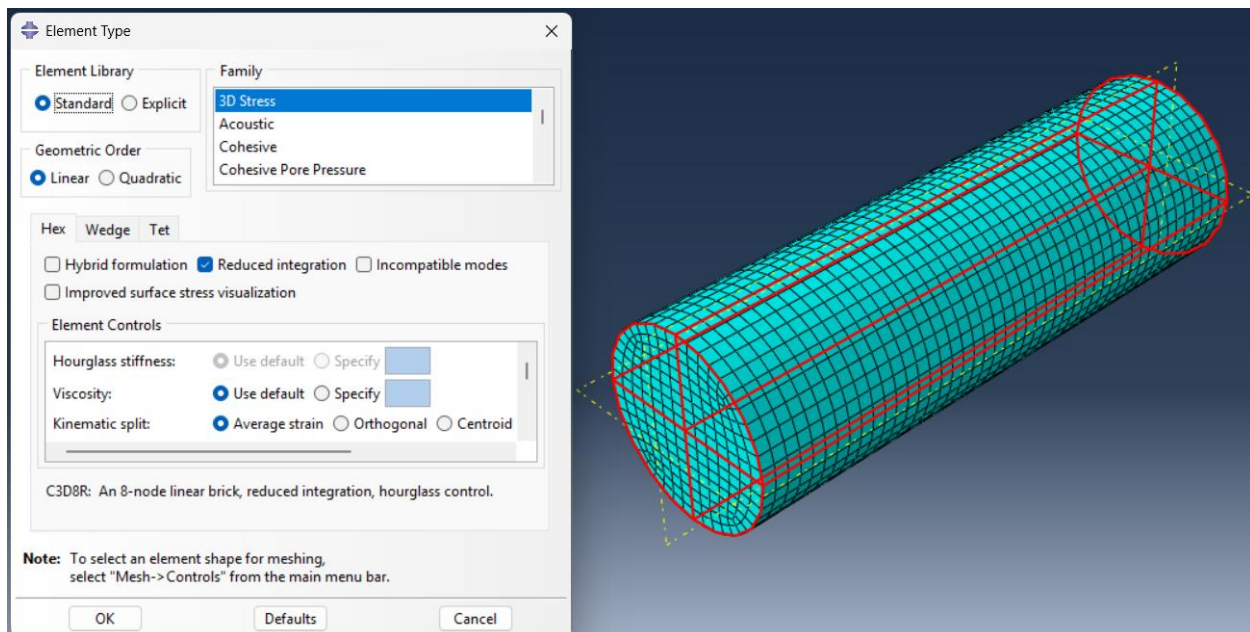 Element Type
Element Library
Family
Standard Explicit
3D Stress
Acoustic
Cohesive
Cohesive Pore Pressure
Geometric Order
Linear Quadratic
Hex Wedge Tet
Hybrid formulation Reduced integration Incompatible modes
Improved surface stress visualization
Element Controls
Hourglass stiffness: Use default Specify
Viscosity: Use default Specify
Kinematic split: Average strain Orthogonal Centroid
C3D8R: An 8-node linear brick, reduced integration, hourglass control.
Note: To select an element shape for meshing,
select "Mesh->Controls" from the main menu bar.
OK Defaults Cancel